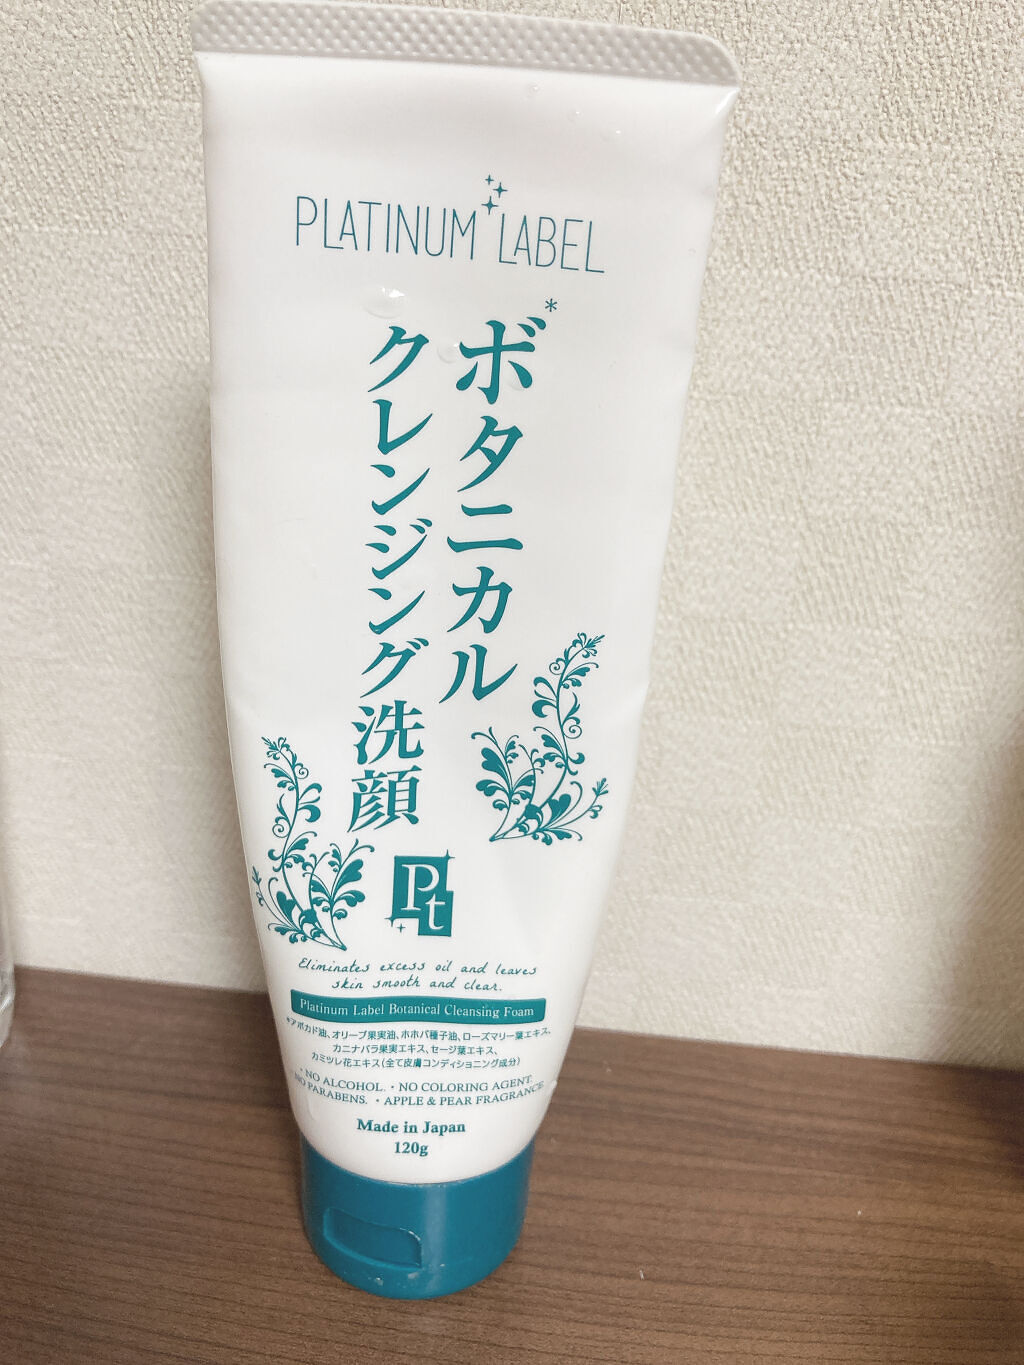 PLATINUM LABEL
ボタニカル*
クレンジング洗顔
Pt
Eliminates excess oil and leaves
skin smooth and clear.
Platinum Label Botanical Cleansing Foam
*アボカド油、オリーブ果実油、ホホバ種子油、ローズマリー葉エキス、
カニナバラ果実エキス、セージ葉エキス、
カミツレ花エキス(全て皮膚コンディショニング成分)
・NO ALCOHOL. ・NO COLORING AGENT.
NO PARABENS. ・APPLE & PEAR FRAGRANCE
Made in Japan
120g